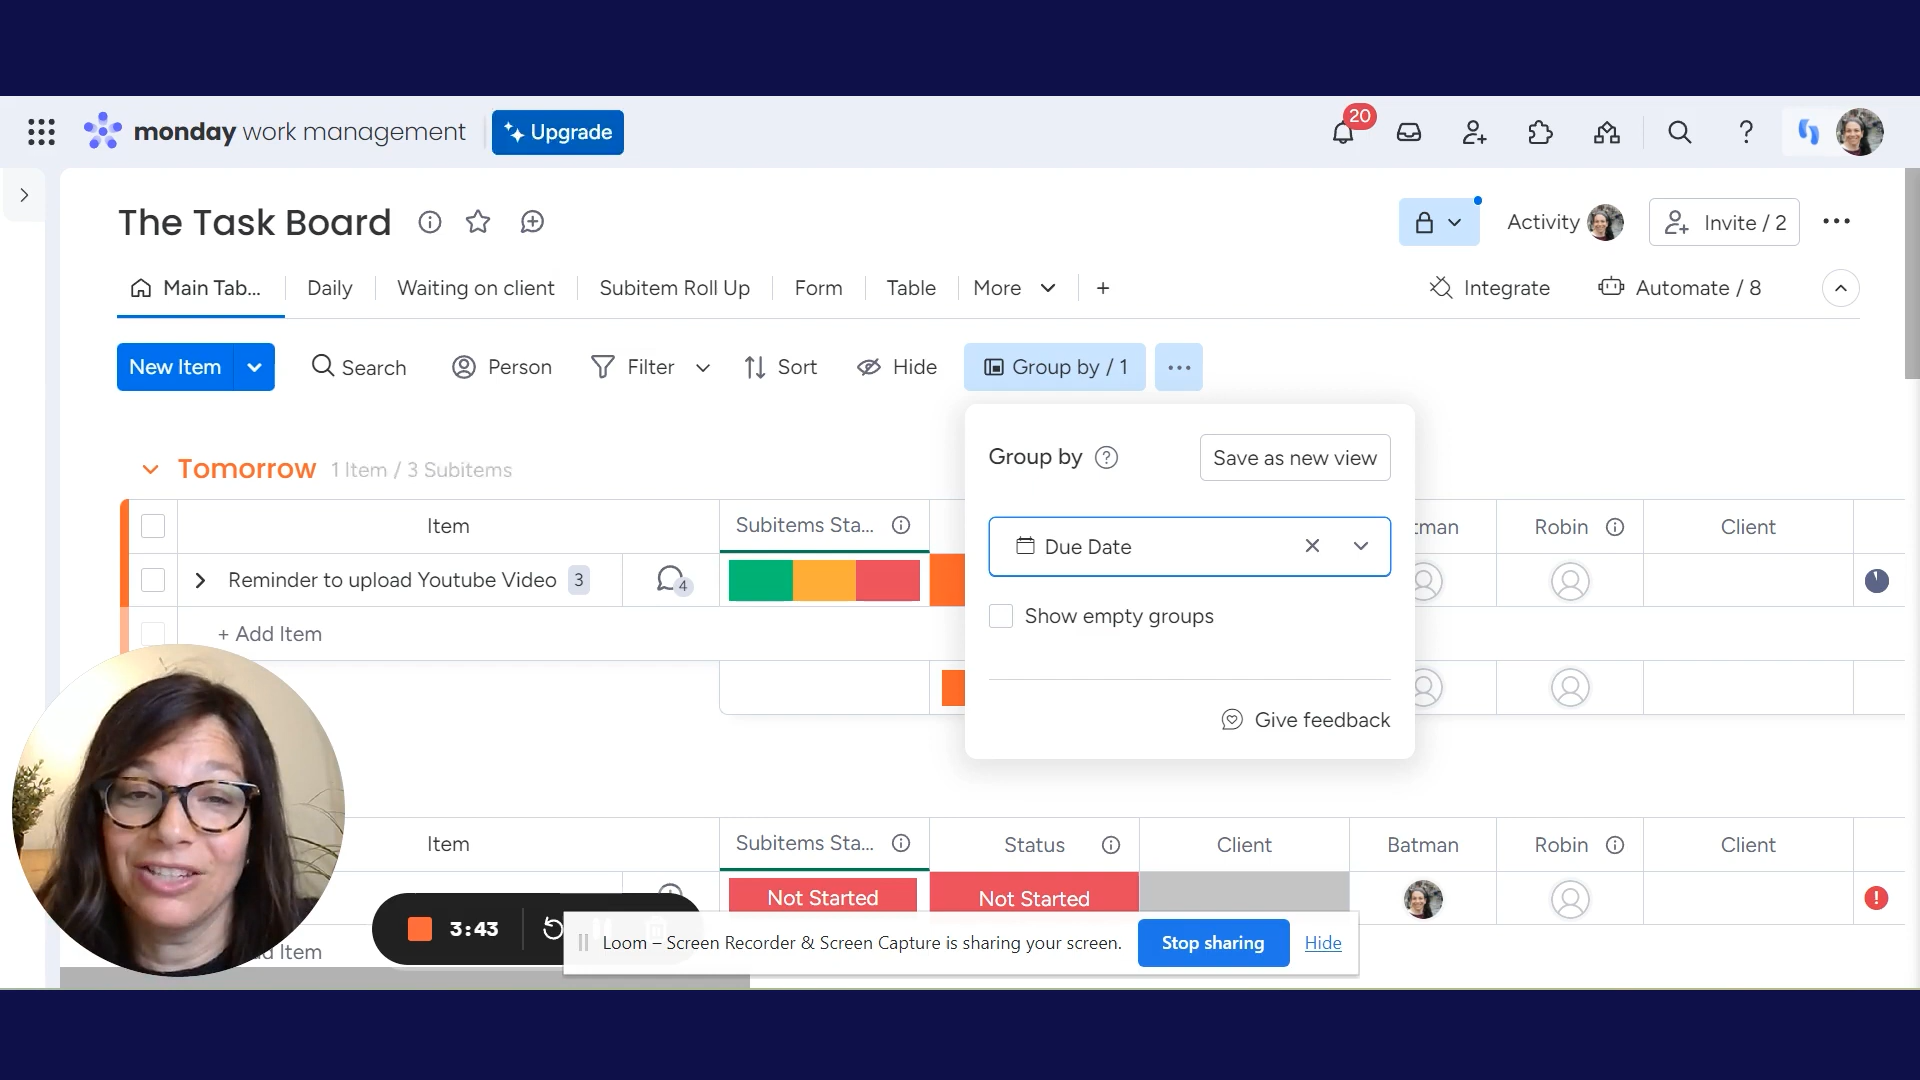 monday work management
Upgrade
20
The Task Board
Activity
Invite / 2
Main Tab...
Daily
Waiting on client
Subitem Roll Up
Form
Table
More
+
Integrate
Automate / 8
New Item
Search
Person
Filter
Sort
Hide
Group by / 1
Group by
Save as new view
Due Date
Show empty groups
Give feedback
Tomorrow 1 Item / 3 Subitems
Item
Subitems Sta...
tman
Robin
Client
Reminder to upload Youtube Video 3
4
+ Add Item
Item
Subitems Sta...
Status
Client
Batman
Robin
Client
Not Started
Not Started
3:43
Loom – Screen Recorder & Screen Capture is sharing your screen.
Stop sharing
Hide
Item